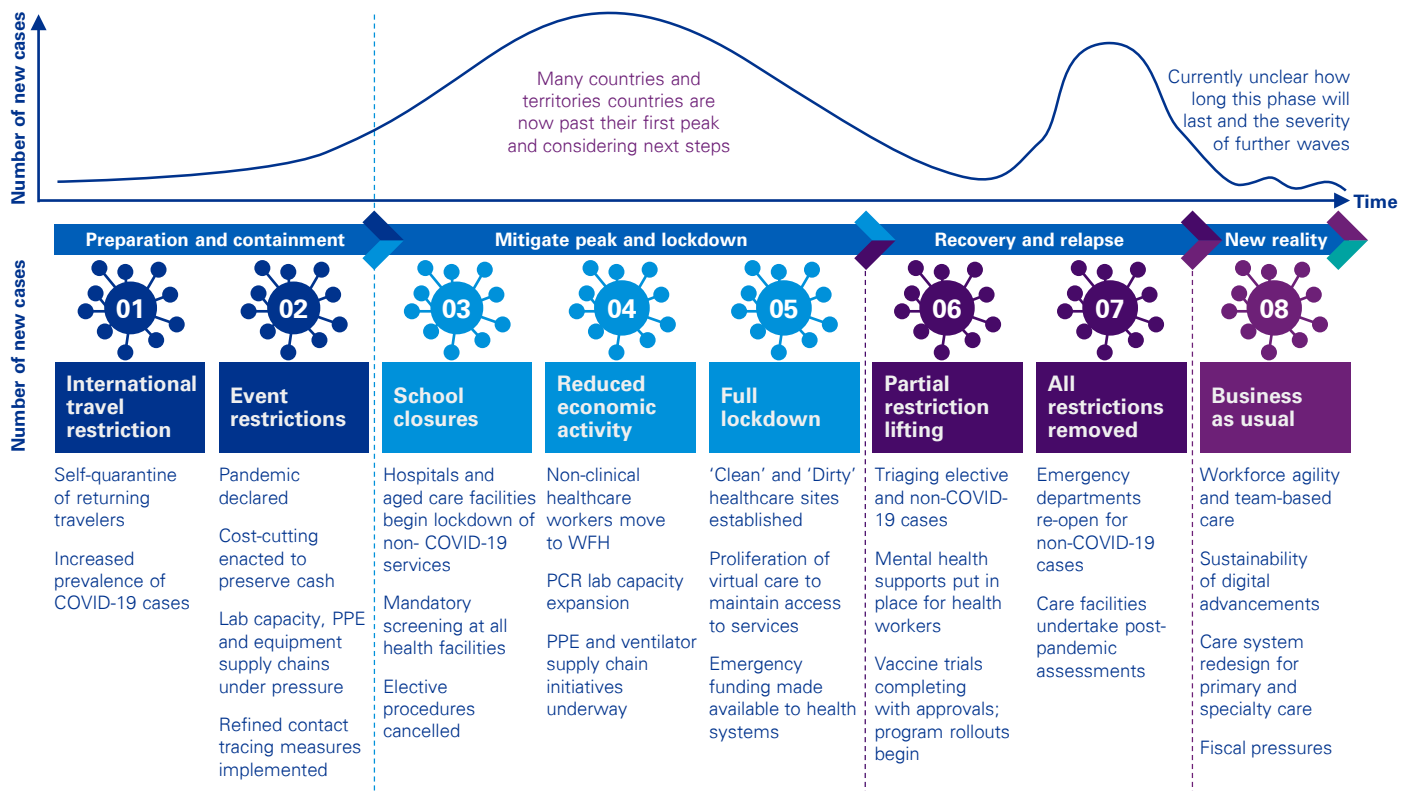 Number of new cases
Many countries and
territories countries are
now past their first peak
and considering next steps
Currently unclear how
long this phase will
last and the severity
of further waves
Time
Preparation and containment
Mitigate peak and lockdown
Recovery and relapse
New reality
Number of new cases
01
International
travel
restriction
Self-quarantine
of returning
travelers
Increased
prevalence of
COVID-19 cases
02
Event
restrictions
Pandemic
declared
Cost-cutting
enacted to
preserve cash
Lab capacity, PPE
and equipment
supply chains
under pressure
Refined contact
tracing measures
implemented
03
School
closures
Hospitals and
aged care facilities
begin lockdown of
non- COVID-19
services
Mandatory
screening at all
health facilities
Elective
procedures
cancelled
04
Reduced
economic
activity
Non-clinical
healthcare
workers move
to WFH
PCR lab capacity
expansion
PPE and ventilator
supply chain
initiatives
underway
05
Full
lockdown
‘Clean’ and ‘Dirty’
healthcare sites
established
Proliferation of
virtual care to
maintain access
to services
Emergency
funding made
available to health
systems
06
Partial
restriction
lifting
Triaging elective
and non-COVID-
19 cases
Mental health
supports put in
place for health
workers
Vaccine trials
completing
with approvals;
program rollouts
begin
07
All
restrictions
removed
Emergency
departments
re-open for
non-COVID-19
cases
Care facilities
undertake post-
pandemic
assessments
08
Business
as usual
Workforce agility
and team-based
care
Sustainability
of digital
advancements
Care system
redesign for
primary and
specialty care
Fiscal pressures